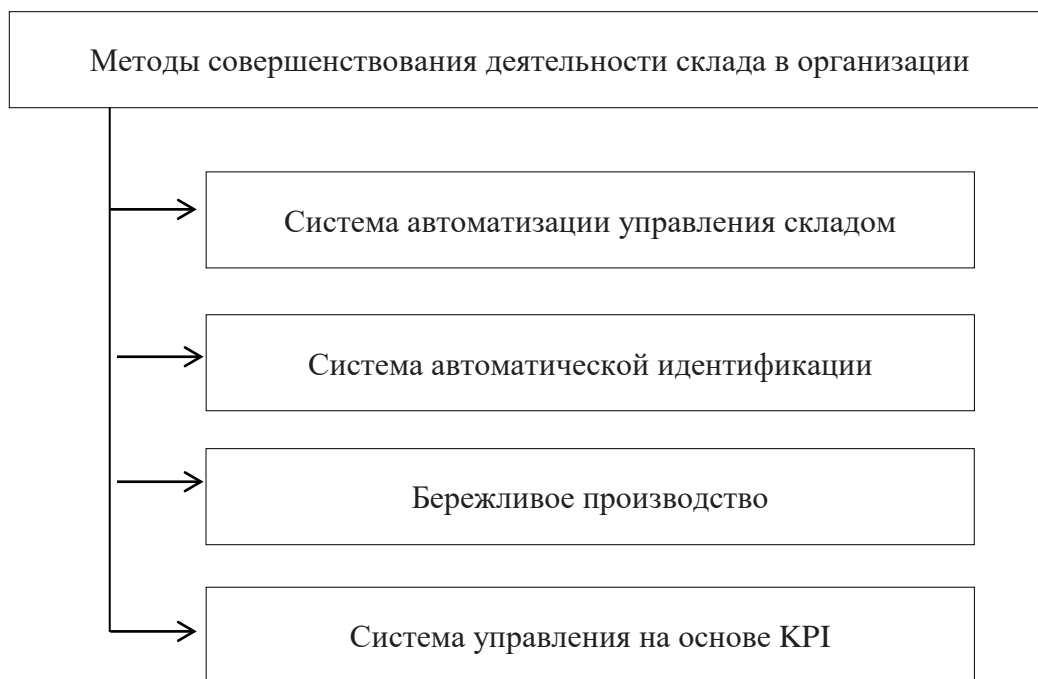 Методы совершенствования деятельности склада в организации
Система автоматизации управления складом
Система автоматической идентификации
Бережливое производство
Система управления на основе KPI